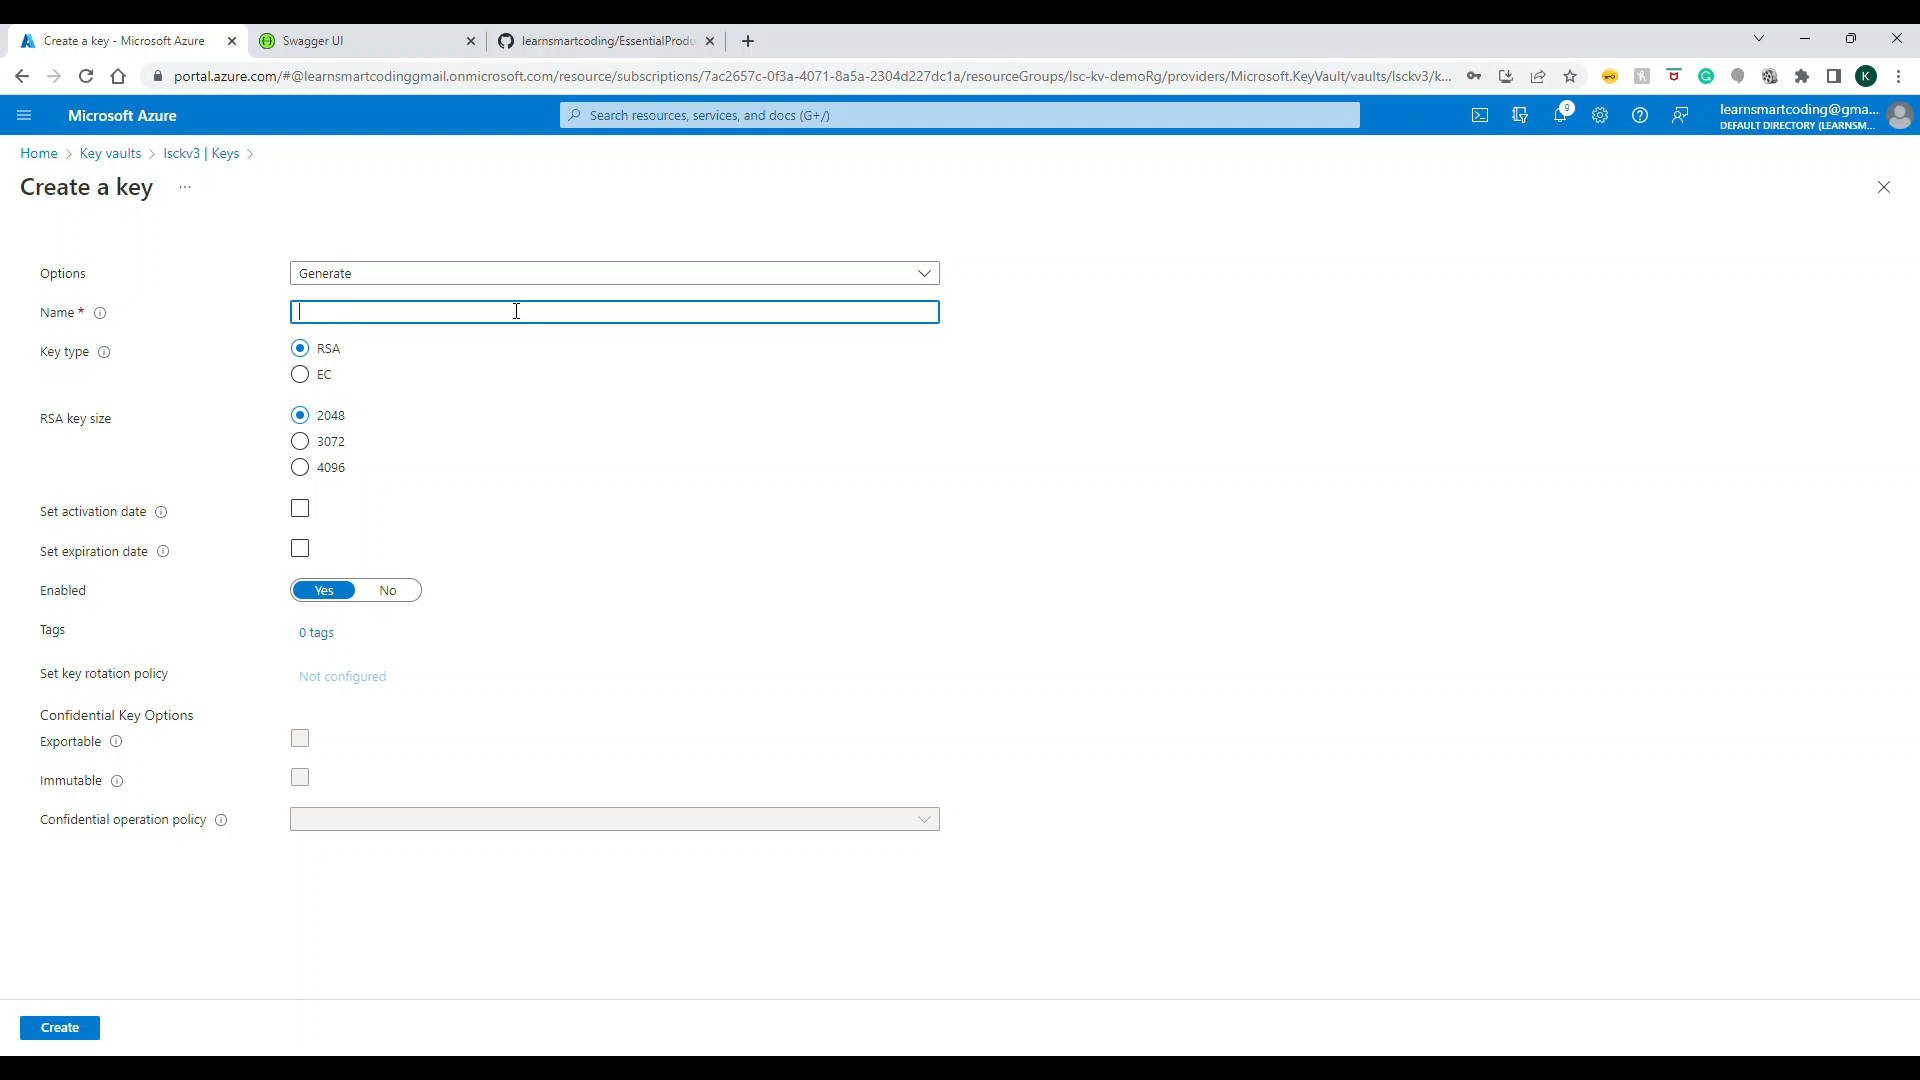 Create a key - Microsoft Azure
Swagger UI
learnsmartcoding/EssentialProdu
portal.azure.com/#@learnsmartcodinggmail.onmicrosoft.com/resource/subscriptions/7ac2657c-0f3a-4071-8a5a-2304d227dc1a/resourceGroups/lsc-kv-demoRg/providers/Microsoft.KeyVault/vaults/lsckv3/k...
K
Microsoft Azure
Search resources, services, and docs (G+/)
9
learnsmartcoding@gma...
DEFAULT DIRECTORY (LEARNSM...
Home > Key vaults > lsckv3 | Keys >
Create a key ...
Options
Generate
Name *
Key type
RSA
EC
RSA key size
2048
3072
4096
Set activation date
Set expiration date
Enabled
Yes No
Tags
0 tags
Set key rotation policy
Not configured
Confidential Key Options
Exportable
Immutable
Confidential operation policy
Create